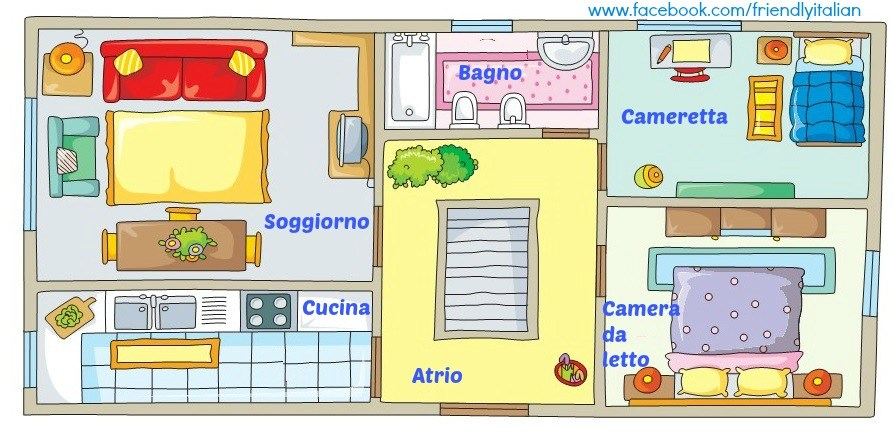 www.facebook.com/friendlyitalian
Bagno
Cameretta
Soggiorno
Cucina
Camera
da
letto
Atrio